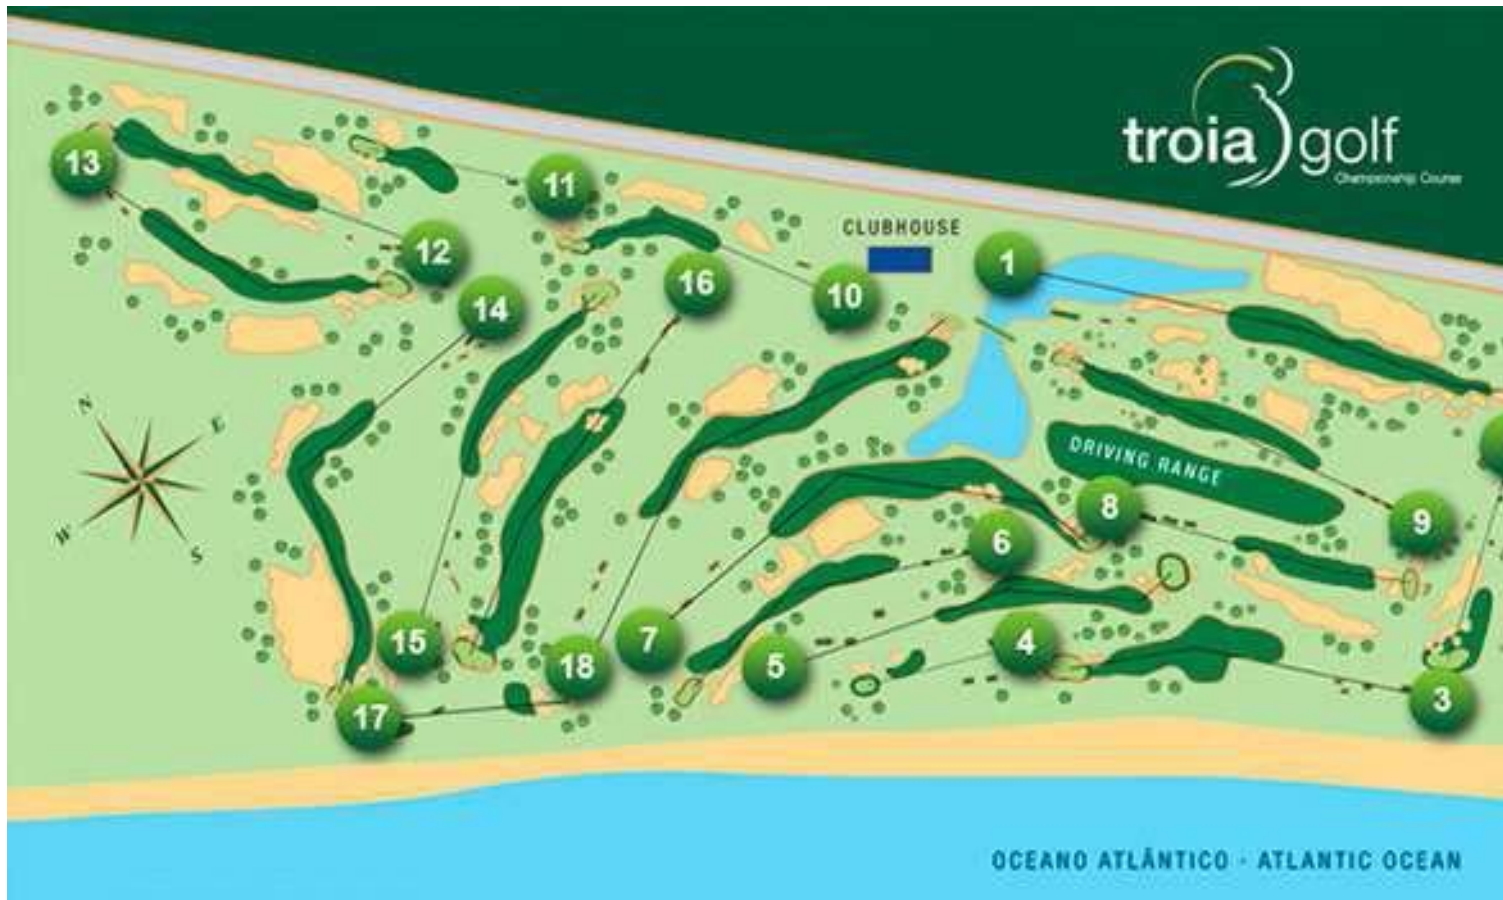 troia golf
Championship Course
CLUBHOUSE
13
11
12
14
16
10
1
DRIVING RANGE
N
E
W
S
8
9
6
15
18
7
5
4
3
17
OCEANO ATLÂNTICO · ATLANTIC OCEAN